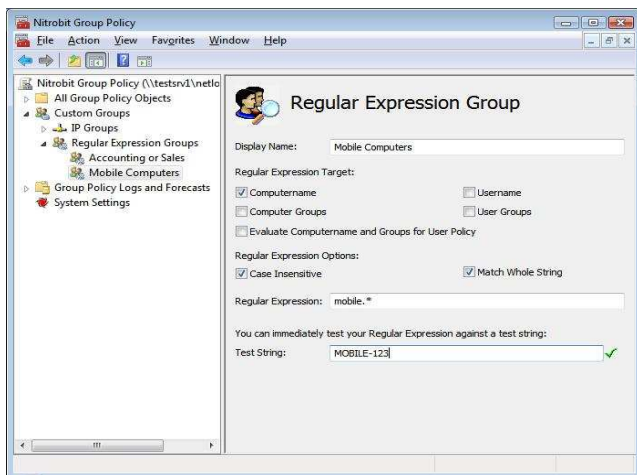 Nitrobit Group Policy
File Action View Favorites Window Help
Nitrobit Group Policy (\\testsrv1\netlo
All Group Policy Objects
Custom Groups
IP Groups
Regular Expression Groups
Accounting or Sales
Mobile Computers
Group Policy Logs and Forecasts
System Settings
Regular Expression Group
Display Name: Mobile Computers
Regular Expression Target:
Computername Username
Computer Groups User Groups
Evaluate Computername and Groups for User Policy
Regular Expression Options:
Case Insensitive Match Whole String
Regular Expression: mobile.*
You can immediately test your Regular Expression against a test string:
Test String: MOBILE-123